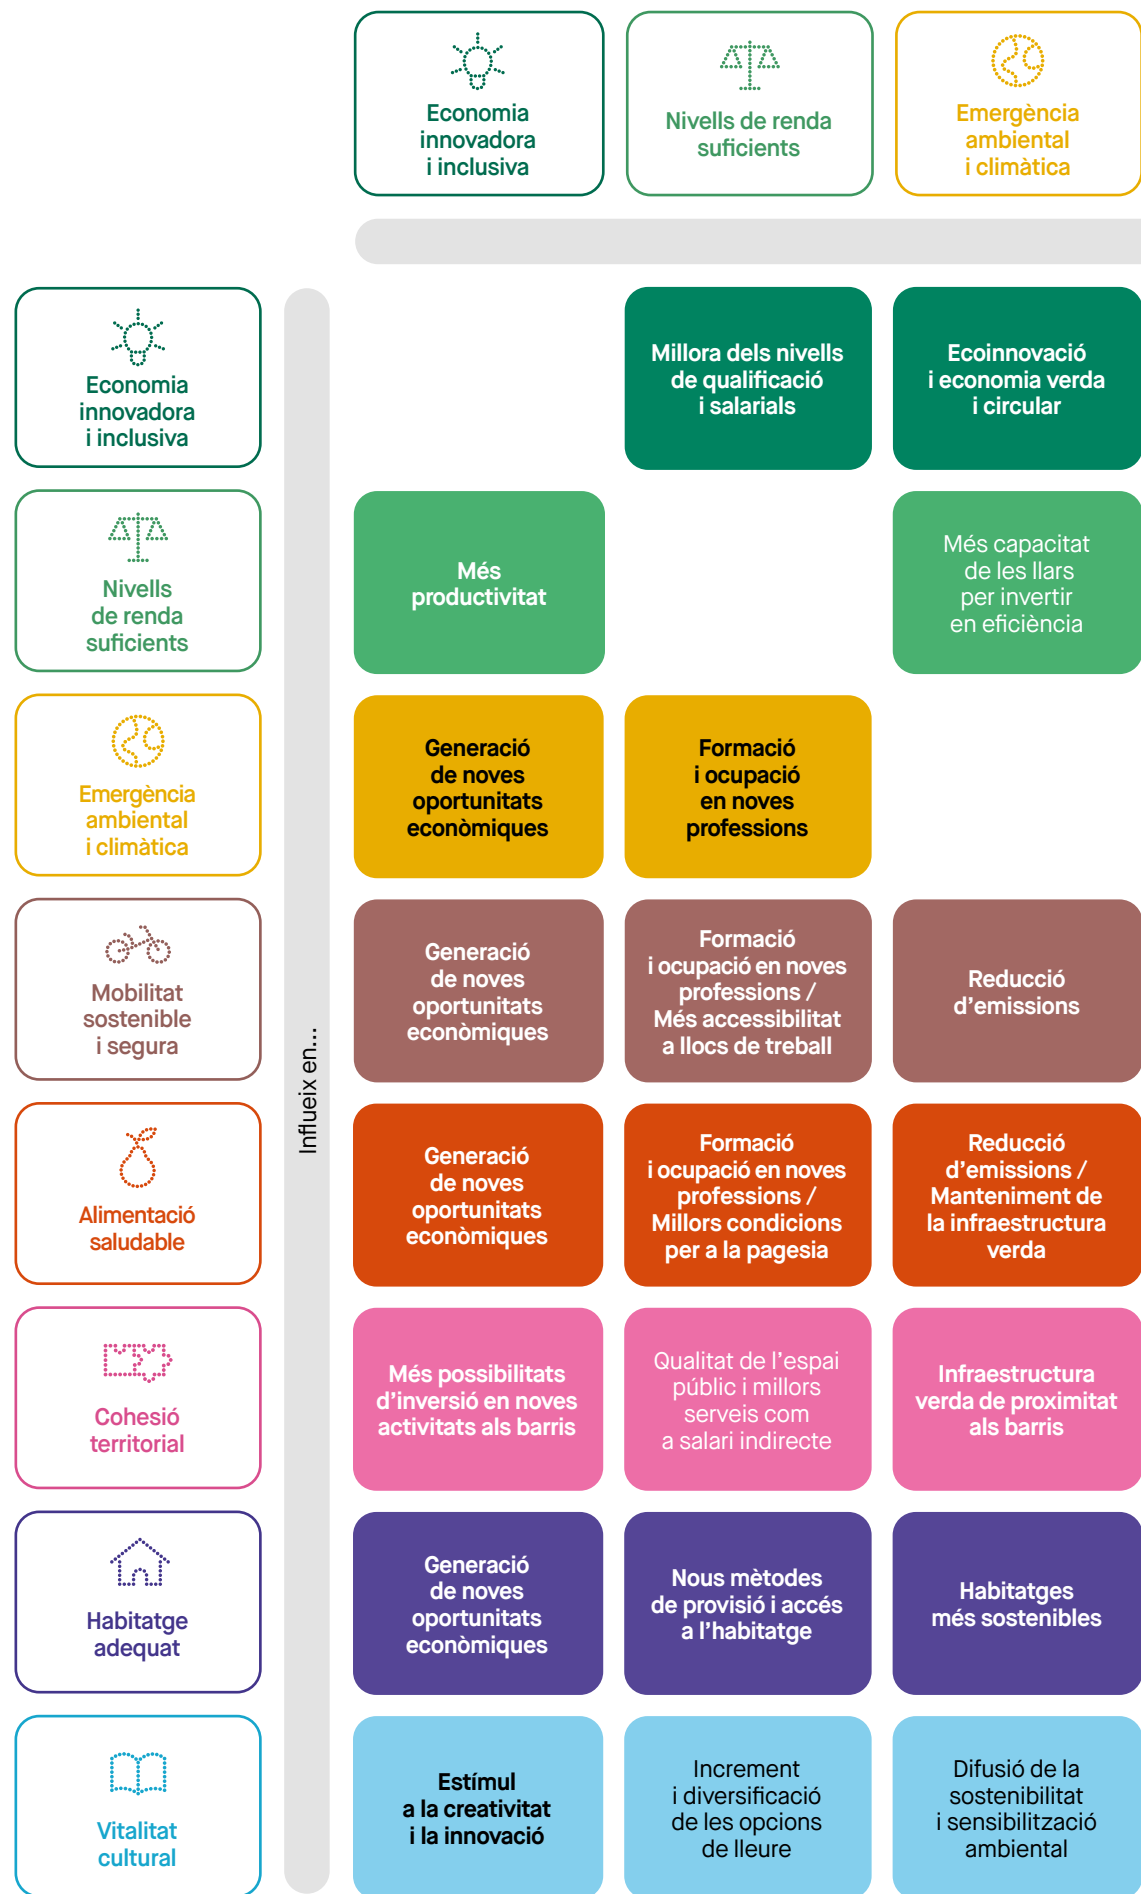 Economia
innovadora
i inclusiva
Nivells de renda
suficients
Emergència
ambiental
i climàtica
Economia
innovadora
i inclusiva
Millora dels nivells
de qualificació
i salarials
Ecoinnovació
i economia verda
i circular
Nivells
de renda
suficients
Més
productivitat
Més capacitat
de les llars
per invertir
en eficiència
Emergència
ambiental
i climàtica
Generació
de noves
oportunitats
econòmiques
Formació
i ocupació
en noves
professions
Mobilitat
sostenible
i segura
Influeix en...
Generació
de noves
oportunitats
econòmiques
Formació
i ocupació en noves
professions /
Més accessibilitat
a llocs de treball
Reducció
d'emissions
Alimentació
saludable
Generació
de noves
oportunitats
econòmiques
Formació
i ocupació en noves
professions /
Millors condicions
per a la pagesia
Reducció
d'emissions /
Manteniment de
la infraestructura
verda
Cohesió
territorial
Més possibilitats
d'inversió en noves
activitats als barris
Qualitat de l'espai
públic i millors
serveis com
a salari indirecte
Infraestructura
verda de proximitat
als barris
Habitatge
adequat
Generació
de noves
oportunitats
econòmiques
Nous mètodes
de provisió i accés
a l'habitatge
Habitatges
més sostenibles
Vitalitat
cultural
Estímul
a la creativitat
i la innovació
Increment
i diversificació
de les opcions
de lleure
Difusió de la
sostenibilitat
i sensibilització
ambiental